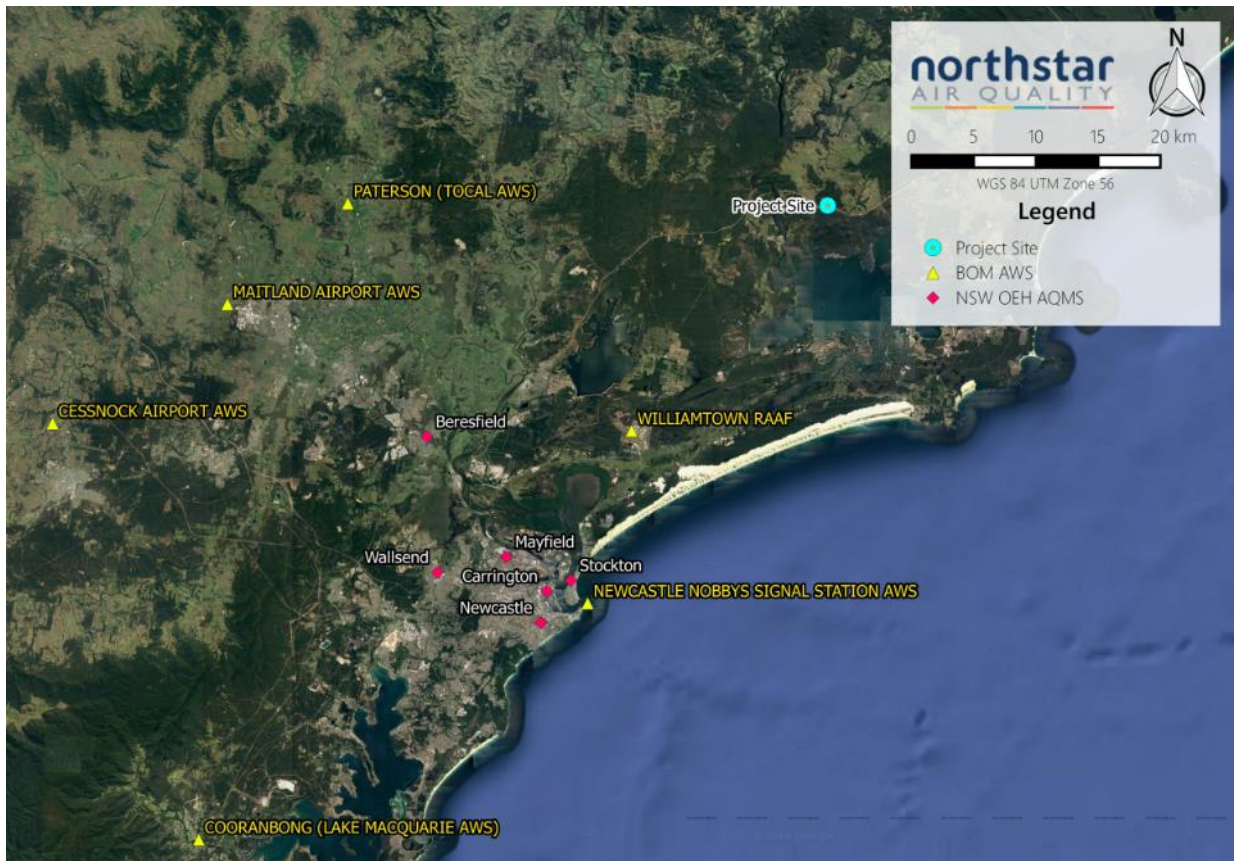 northstar
AIR QUALITY
N
0 5 10 15 20 km
WGS 84 UTM Zone 56
Legend
Project Site
BOM AWS
NSW OEH AQMS
PATERSON (TOCAL AWS)
Project Site
MAITLAND AIRPORT AWS
CESSNOCK AIRPORT AWS
Beresfield
WILLIAMTOWN RAAF
Mayfield
Wallsend
Carrington
Stockton
NEWCASTLE NOBBYS SIGNAL STATION AWS
Newcastle
COORANBONG (LAKE MACQUARIE AWS)